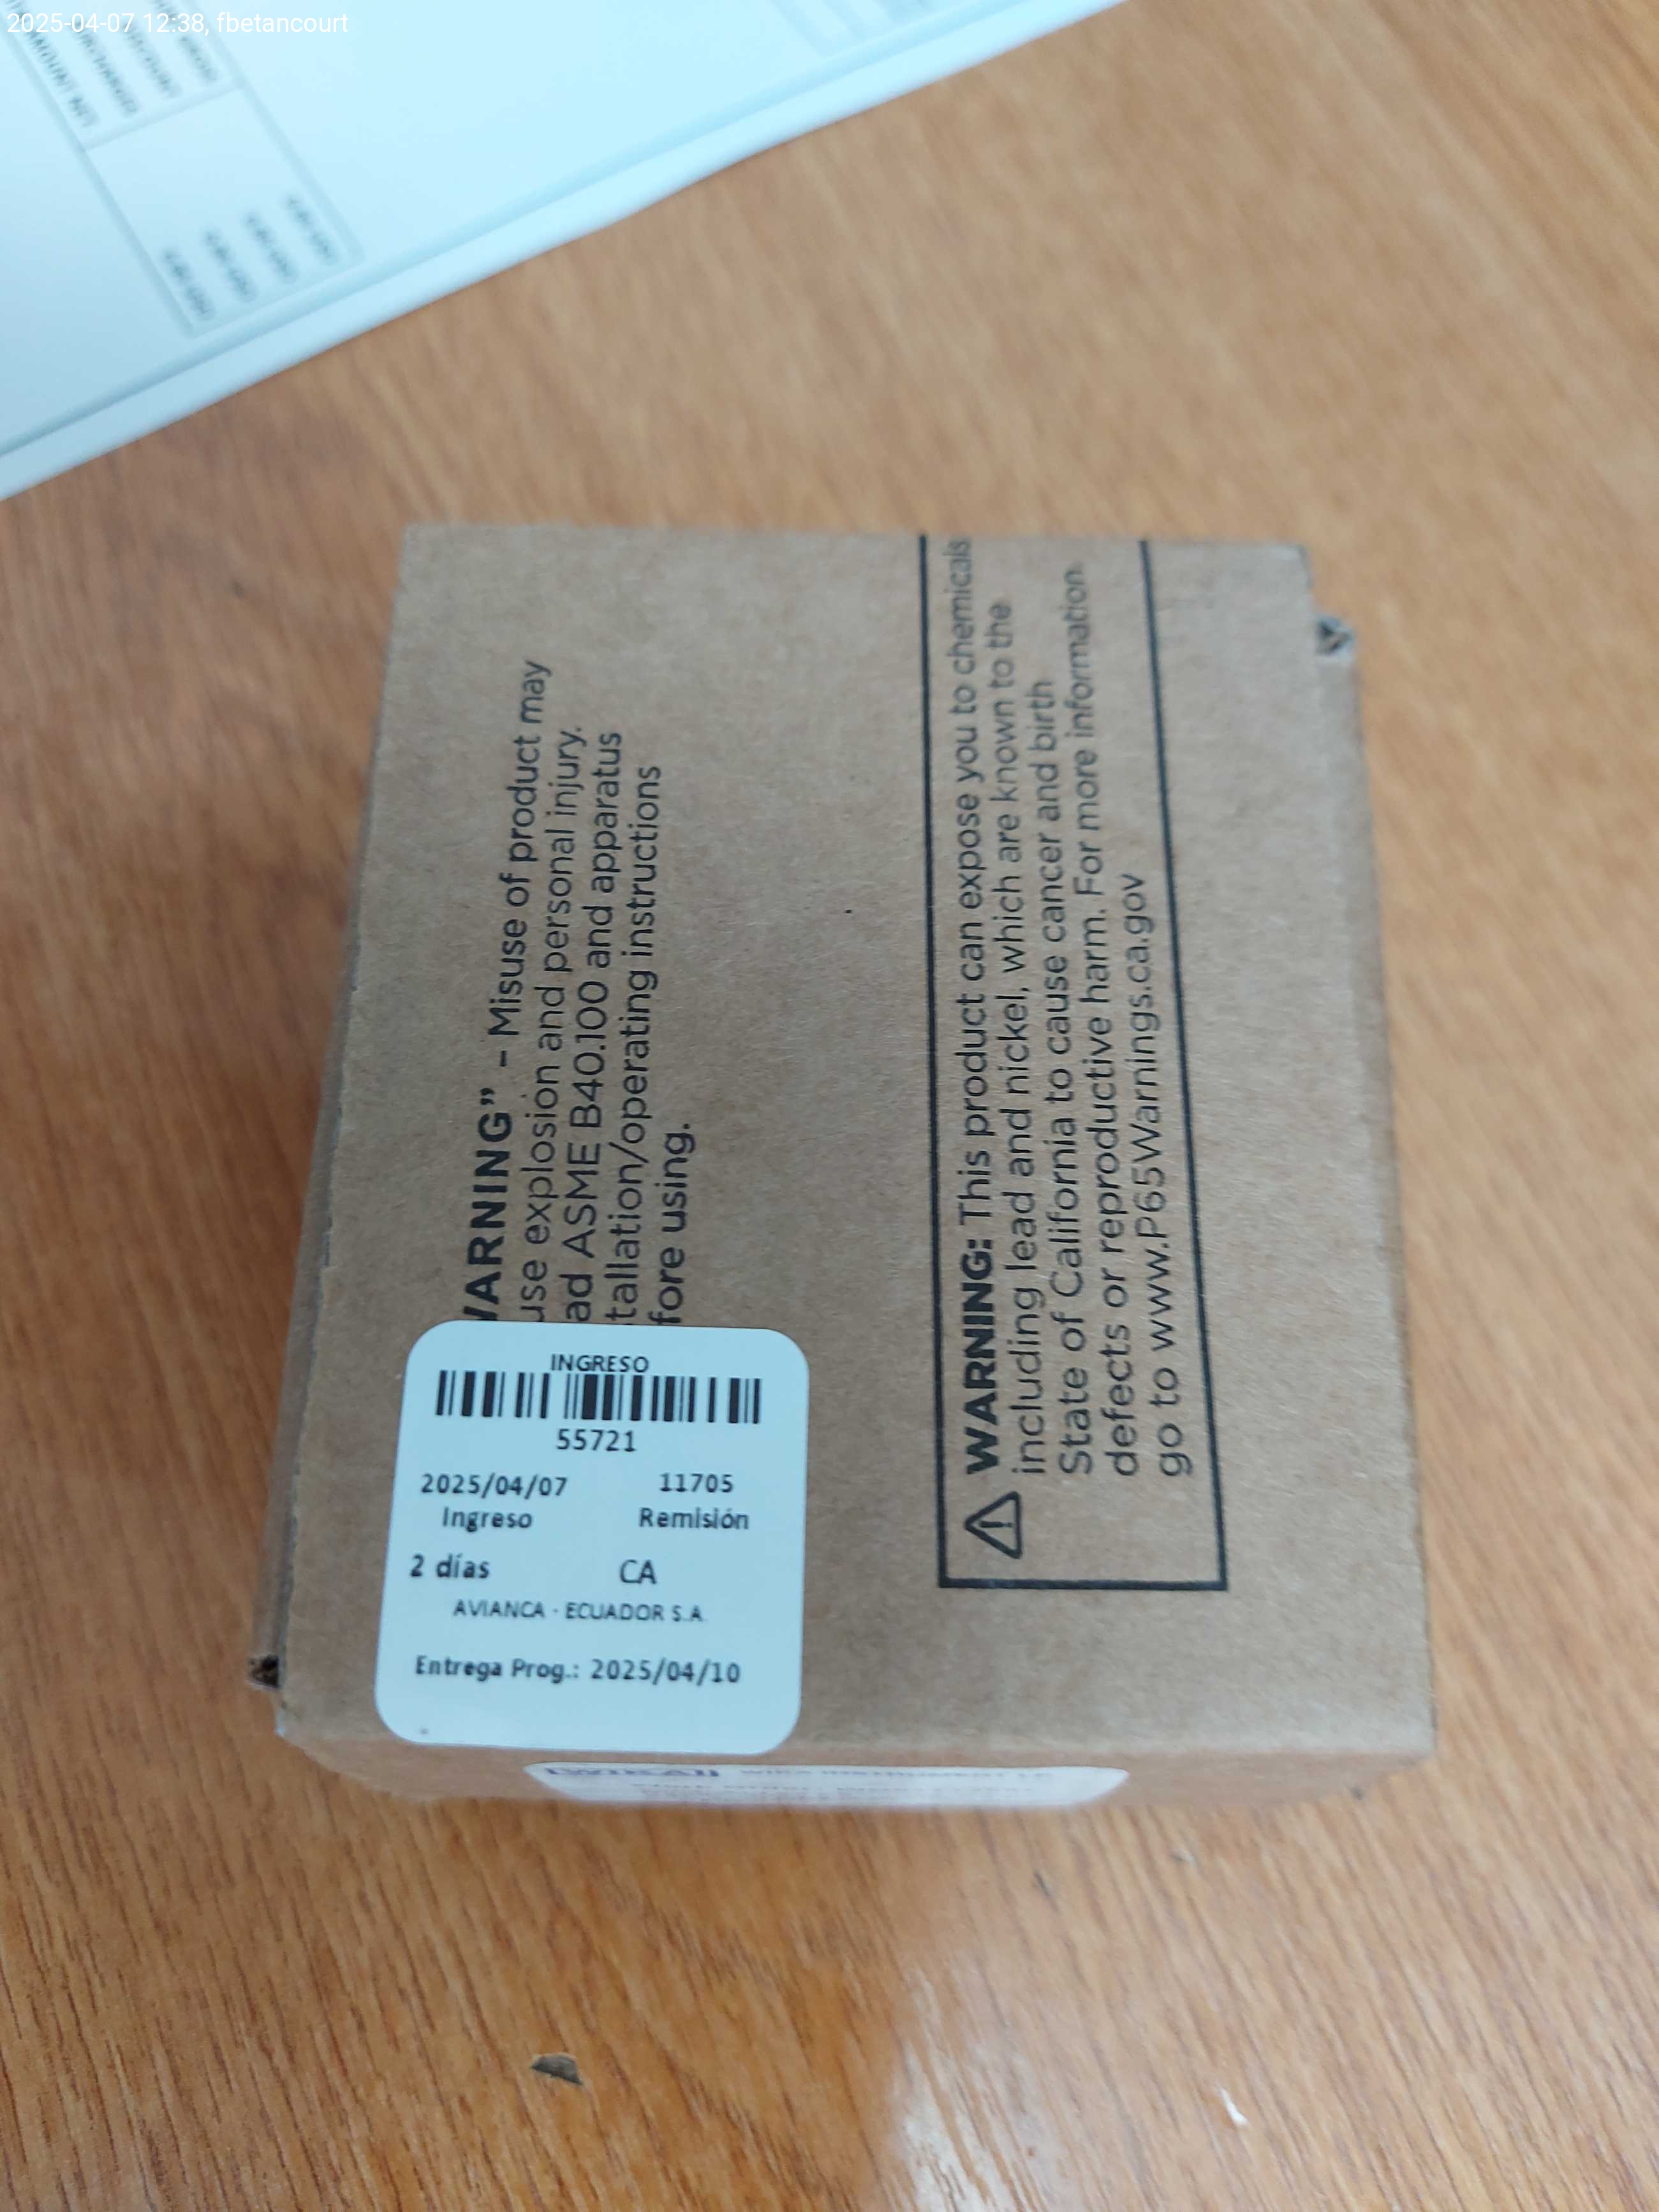 2025-04-07 12:38, fbetancourt
ARNING" – Misuse of product may
use explosion and personal injury.
ad ASME B40.100 and apparatus
tallation/operating instructions
fore using.
WARNING: This product can expose you to chemicals
including lead and nickel, which are known to the
State of California to cause cancer and birth
defects or reproductive harm. For more information
go to www.P65Warnings.ca.gov
INGRESO
55721
2025/04/07 11705
Ingreso Remisión
2 días CA
AVIANCA - ECUADOR S.A.
Entrega Prog.: 2025/04/10